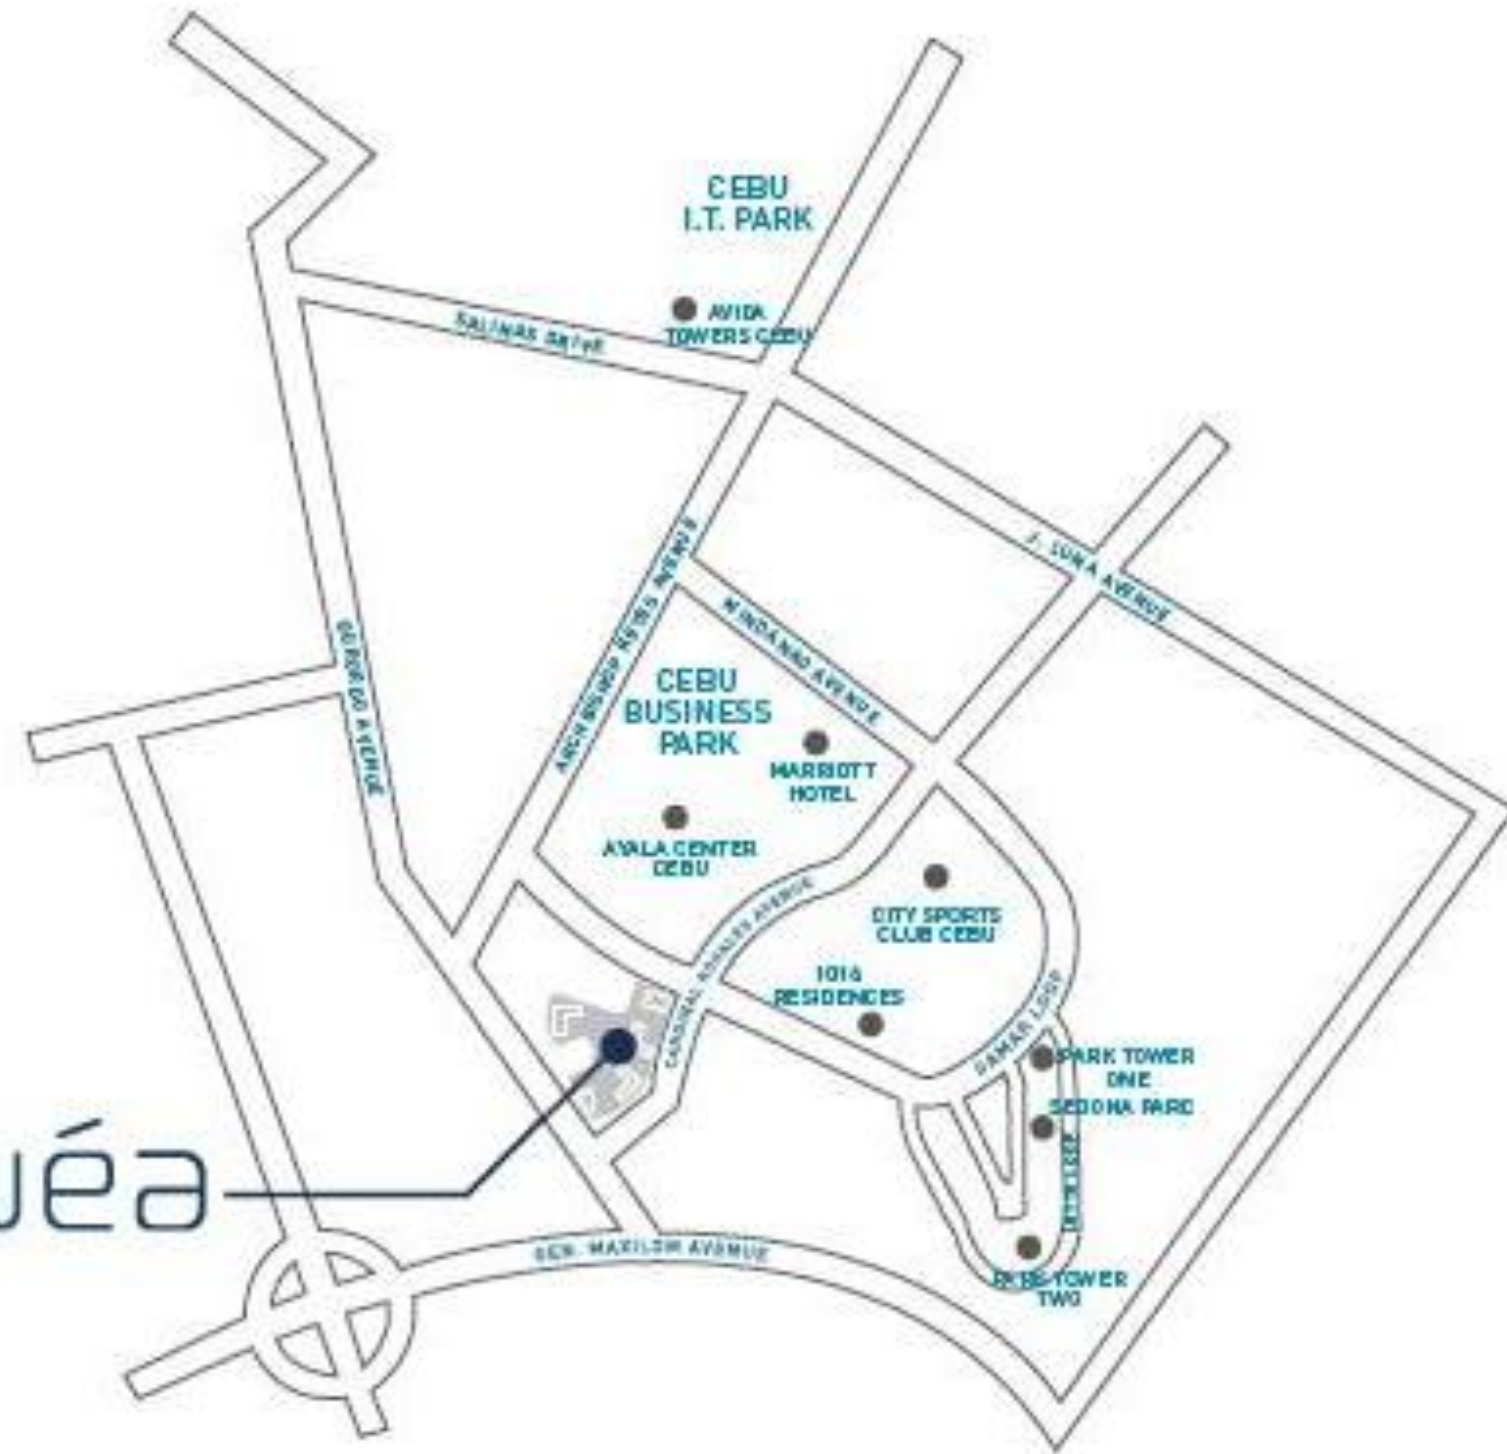 CEBU
I.T. PARK
AVIDA
TOWERS CEBU
SALINAS DRIVE
J. LUNA AVENUE
ARCHBISHOP REYES AVENUE
MINDANAO AVENUE
GORORDO AVENUE
CEBU
BUSINESS
PARK
MARRIOTT
HOTEL
AYALA CENTER
CEBU
CARDINAL ROSALES AVENUE
CITY SPORTS
CLUB CEBU
1016
RESIDENCES
SAMAR LOOP
PARK TOWER
ONE
SEDONA PARC
éa
GEN. MAXILOM AVENUE
PARK TOWER
TWO